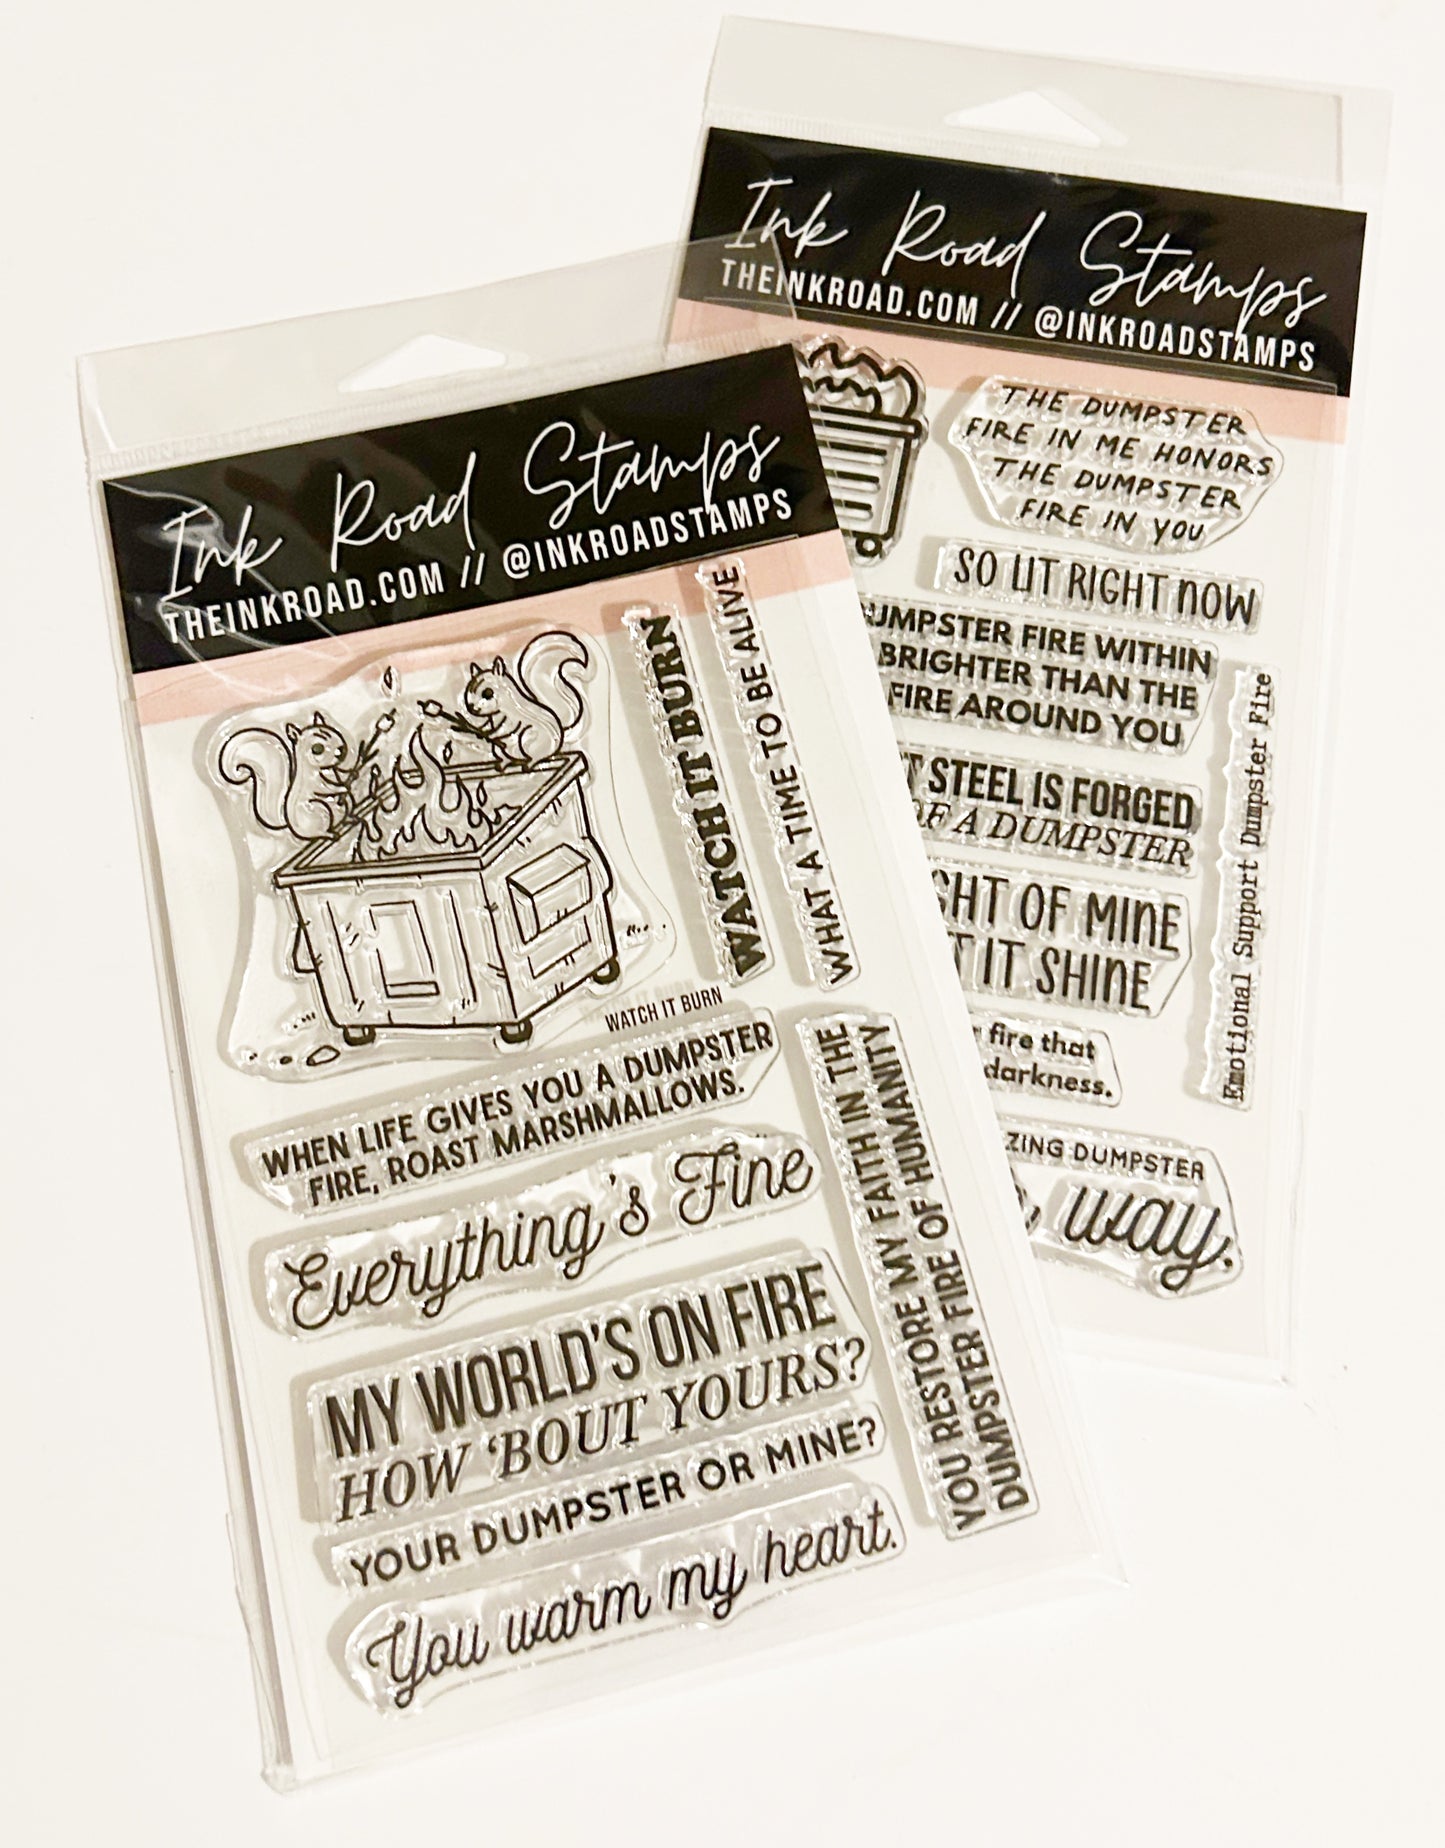 Ink Road Stamps
THEINKROAD.COM // @INKROADSTAMPS
WATCH IT BURN
WHAT A TIME TO BE ALIVE
WATCH IT BURN
WHEN LIFE GIVES YOU A DUMPSTER
FIRE, ROAST MARSHMALLOWS.
Everything's Fine
MY WORLD'S ON FIRE
HOW 'BOUT YOURS?
YOUR DUMPSTER OR MINE?
You warm my heart.
YOU RESTORE MY FAITH IN THE
DUMPSTER FIRE OF HUMANITY
Ink Road Stamps
THEINKROAD.COM // @INKROADSTAMPS
THE DUMPSTER
FIRE IN ME HONORS
THE DUMPSTER
FIRE IN YOU
SO LIT RIGHT NOW
FIRE WITHIN
BRIGHTER THAN THE
FIRE AROUND YOU
STEEL IS FORGED
A DUMPSTER
OF MINE
IT SHINE
fire that
darkness.
DUMPSTER
way.
Emotional Support Dumpster Fire